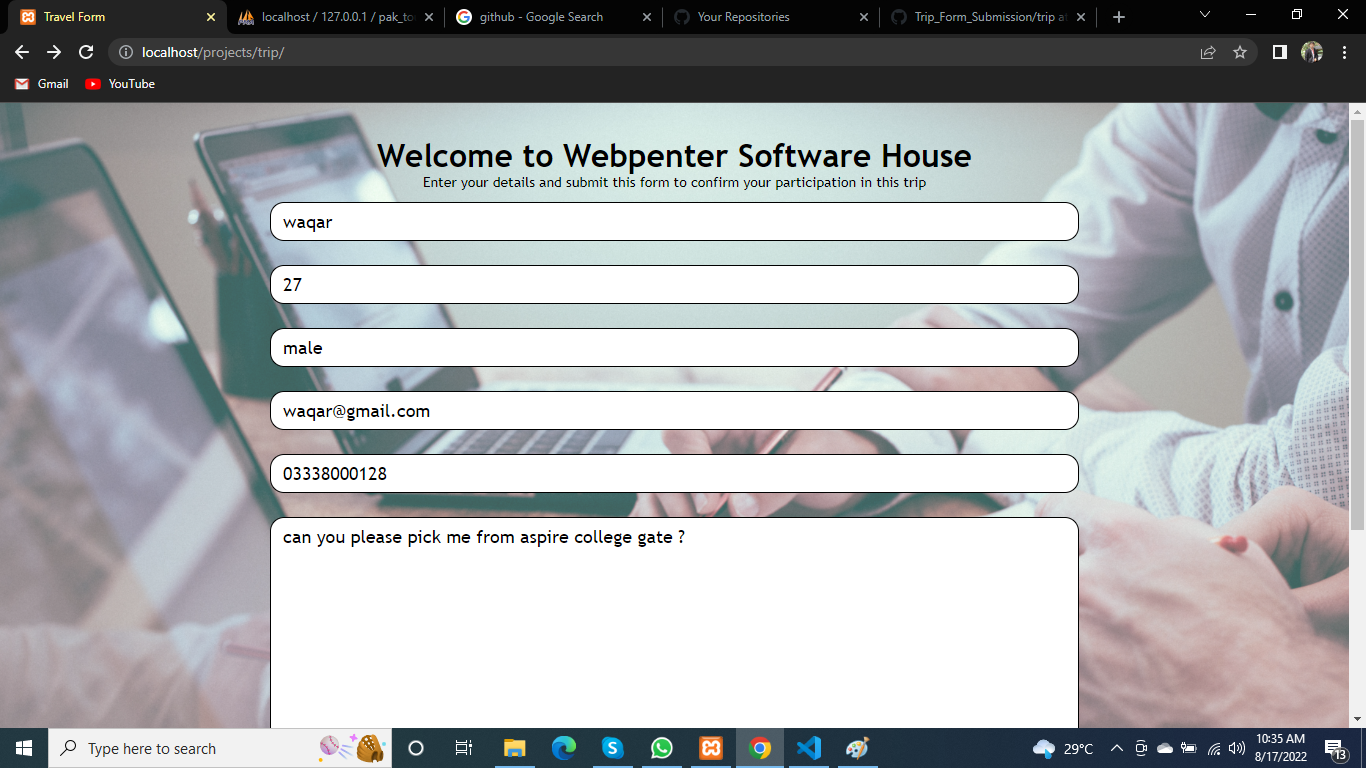 Travel Form
localhost / 127.0.0.1 / pak_to
github - Google Search
Your Repositories
Trip_Form_Submission/trip at
localhost/projects/trip/
Gmail
YouTube
Welcome to Webpenter Software House
Enter your details and submit this form to confirm your participation in this trip
waqar
27
male
waqar@gmail.com
03338000128
can you please pick me from aspire college gate ?
Type here to search
29°C
10:35 AM
8/17/2022
13